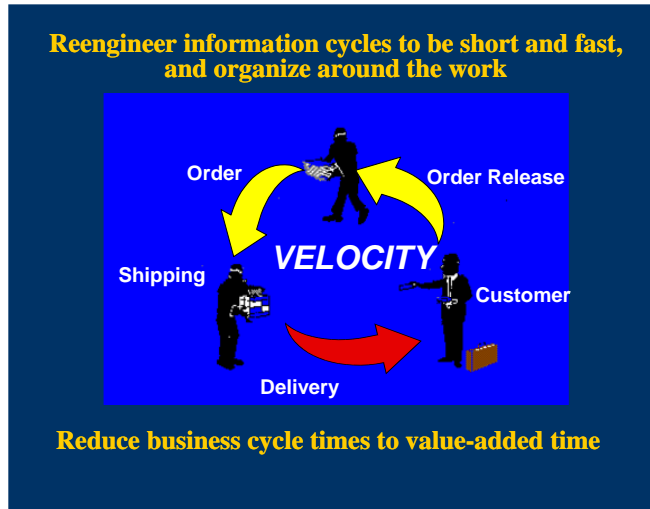 Reengineer information cycles to be short and fast,
and organize around the work
Order
Order Release
VELOCITY
Shipping
Customer
Delivery
Reduce business cycle times to value-added time